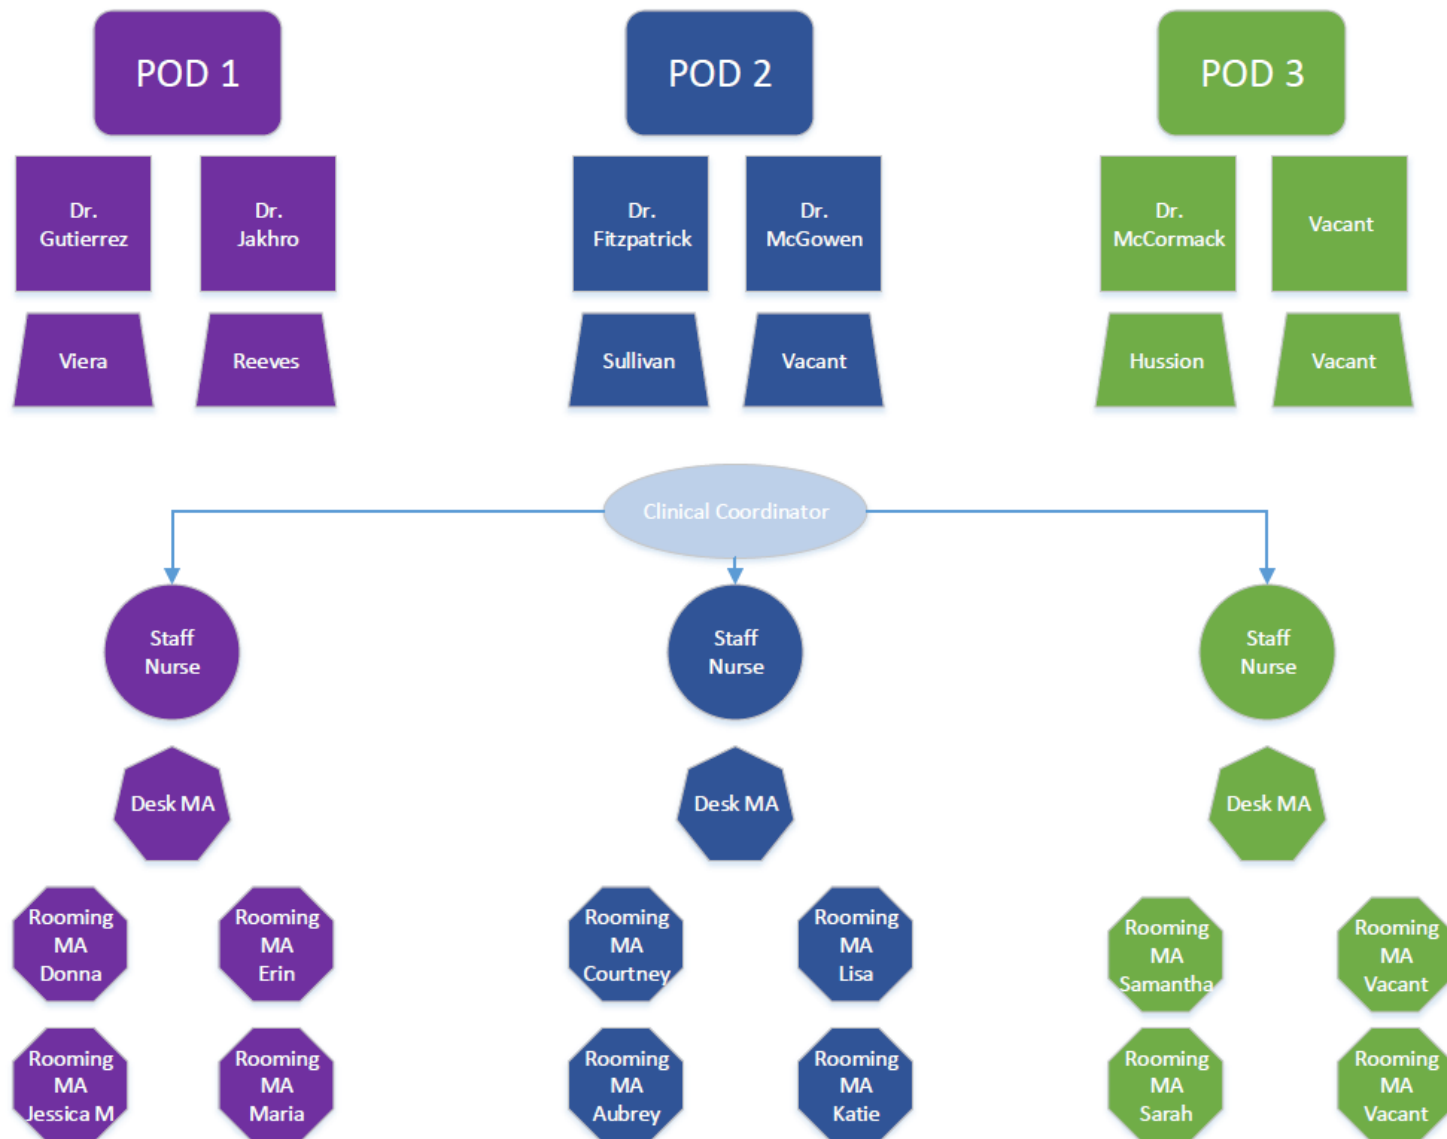 POD 1
POD 2
POD 3
Dr.
Gutierrez
Dr.
Jakhro
Dr.
Fitzpatrick
Dr.
McGowen
Dr.
McCormack
Vacant
Viera
Reeves
Sullivan
Vacant
Hussion
Vacant
Clinical Coordinator
Staff
Nurse
Staff
Nurse
Staff
Nurse
Desk MA
Desk MA
Desk MA
Rooming
MA
Donna
Rooming
MA
Erin
Rooming
MA
Courtney
Rooming
MA
Lisa
Rooming
MA
Samantha
Rooming
MA
Vacant
Rooming
MA
Jessica M
Rooming
MA
Maria
Rooming
MA
Aubrey
Rooming
MA
Katie
Rooming
MA
Sarah
Rooming
MA
Vacant